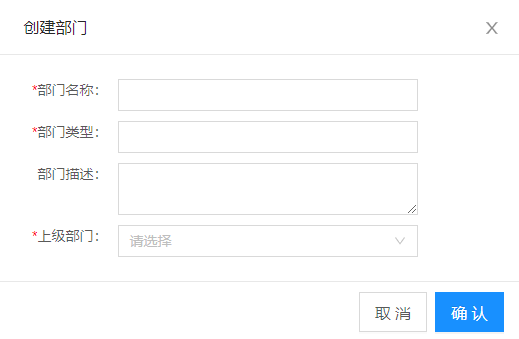 创建部门
*部门名称：
*部门类型：
部门描述：
*上级部门：
请选择
取 消
确 认